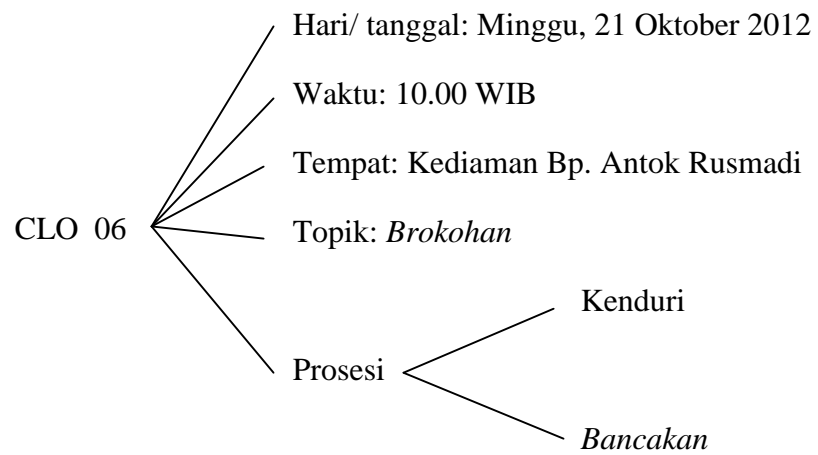 Hari/ tanggal: Minggu, 21 Oktober 2012
Waktu: 10.00 WIB
Tempat: Kediaman Bp. Antok Rusmadi
CLO 06
Topik: Brokohan
Kenduri
Prosesi
Bancakan